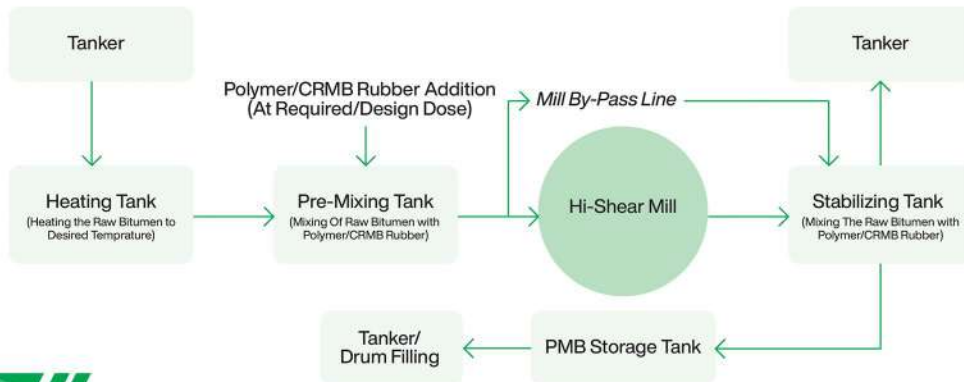 Tanker
Tanker
Polymer/CRMB Rubber Addition
(At Required/Design Dose)
Mill By-Pass Line
Heating Tank
(Heating the Raw Bitumen to
Desired Temprature)
Pre-Mixing Tank
(Mixing Of Raw Bitumen with
Polymer/CRMB Rubber)
Hi-Shear Mill
Stabilizing Tank
(Mixing The Raw Bitumen with
Polymer/CRMB Rubber)
Tanker/
Drum Filling
PMB Storage Tank